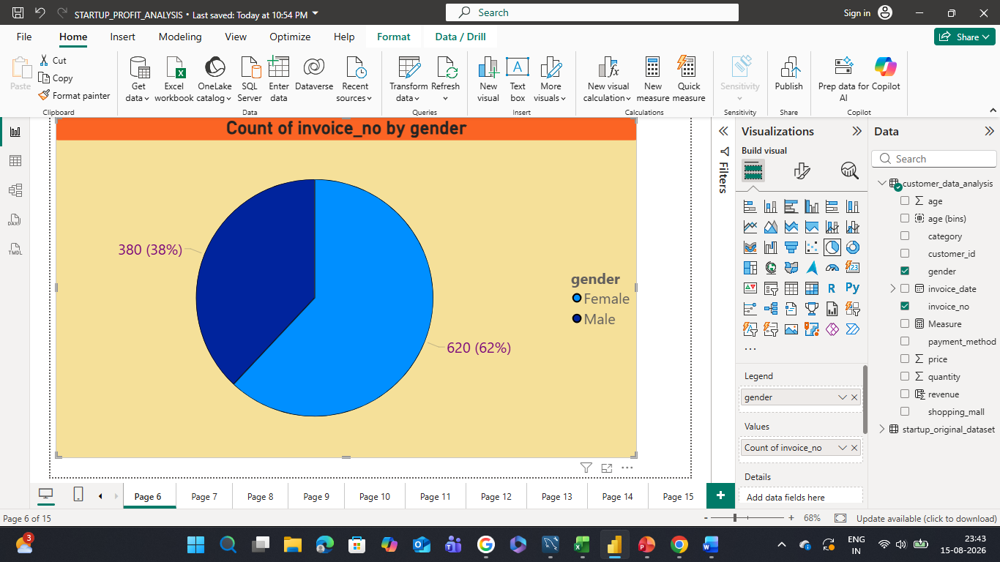 STARTUP_PROFIT_ANALYSIS • Last saved: Today at 10:54 PM
Search
Sign in
File
Home
Insert
Modeling
View
Optimize
Help
Format
Data / Drill
Share
Paste
Cut
Copy
Format painter
Clipboard
Get data
Excel workbook
OneLake catalog
SQL Server
Enter data
Dataverse
Recent sources
Data
Transform data
Refresh
Queries
New visual
Text box
More visuals
Insert
New visual calculation
New measure
Quick measure
Calculations
Sensitivity
Sensitivity
Publish
Share
Prep data for AI
Copilot
Copilot
DAX
TMDL
Count of invoice_no by gender
380 (38%)
620 (62%)
gender
Female
Male
Filters
Visualizations
Build visual
123
R
Py
...
Legend
gender
Values
Count of invoice_no
Details
Add data fields here
Data
Search
customer_data_analysis
age
age (bins)
category
customer_id
gender
invoice_date
invoice_no
Measure
payment_method
price
quantity
revenue
shopping_mall
startup_original_dataset
Page 6
Page 7
Page 8
Page 9
Page 10
Page 11
Page 12
Page 13
Page 14
Page 15
Page 6 of 15
68%
Update available (click to download)
3
ENG
IN
23:43
15-08-2026